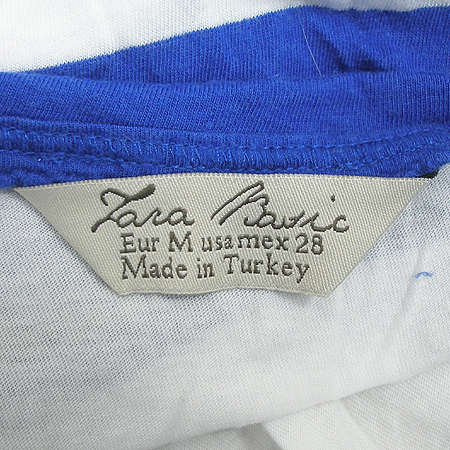 Zara Basic
Eur M usa mex 28
Made in Turkey